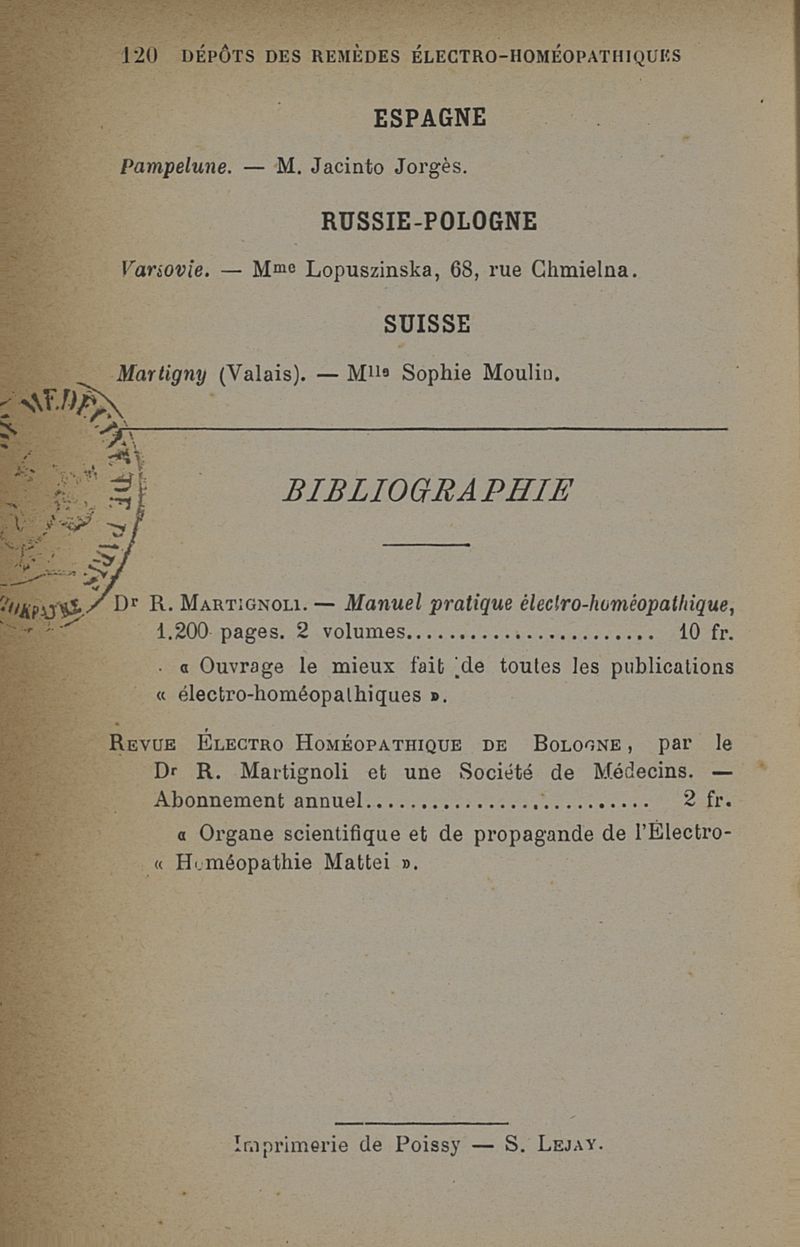 120 DÉPÔTS DES REMÈDES ÉLECTRO-HOMÉOPATHIQUES
ESPAGNE
Pampelune. — M. Jacinto Jorgès.
RUSSIE-POLOGNE
Varsovie. — Mme Lopuszinska, 68, rue Chmielna.
SUISSE
Martigny (Valais). — Mlle Sophie Moulin.
BIBLIOGRAPHIE
Dr R. MARTIGNOLI. — Manuel pratique électro-homéopathique,
1.200 pages. 2 volumes........................ 10 fr.
« Ouvrage le mieux fait de toutes les publications
« électro-homéopathiques ».
REVUE ÉLECTRO HOMÉOPATHIQUE DE BOLOGNE, par le
Dr R. Martignoli et une Société de Médecins. —
Abonnement annuel........................... 2 fr.
« Organe scientifique et de propagande de l'Électro-
« Homéopathie Mattei ».
Imprimerie de Poissy — S. LEJAY.